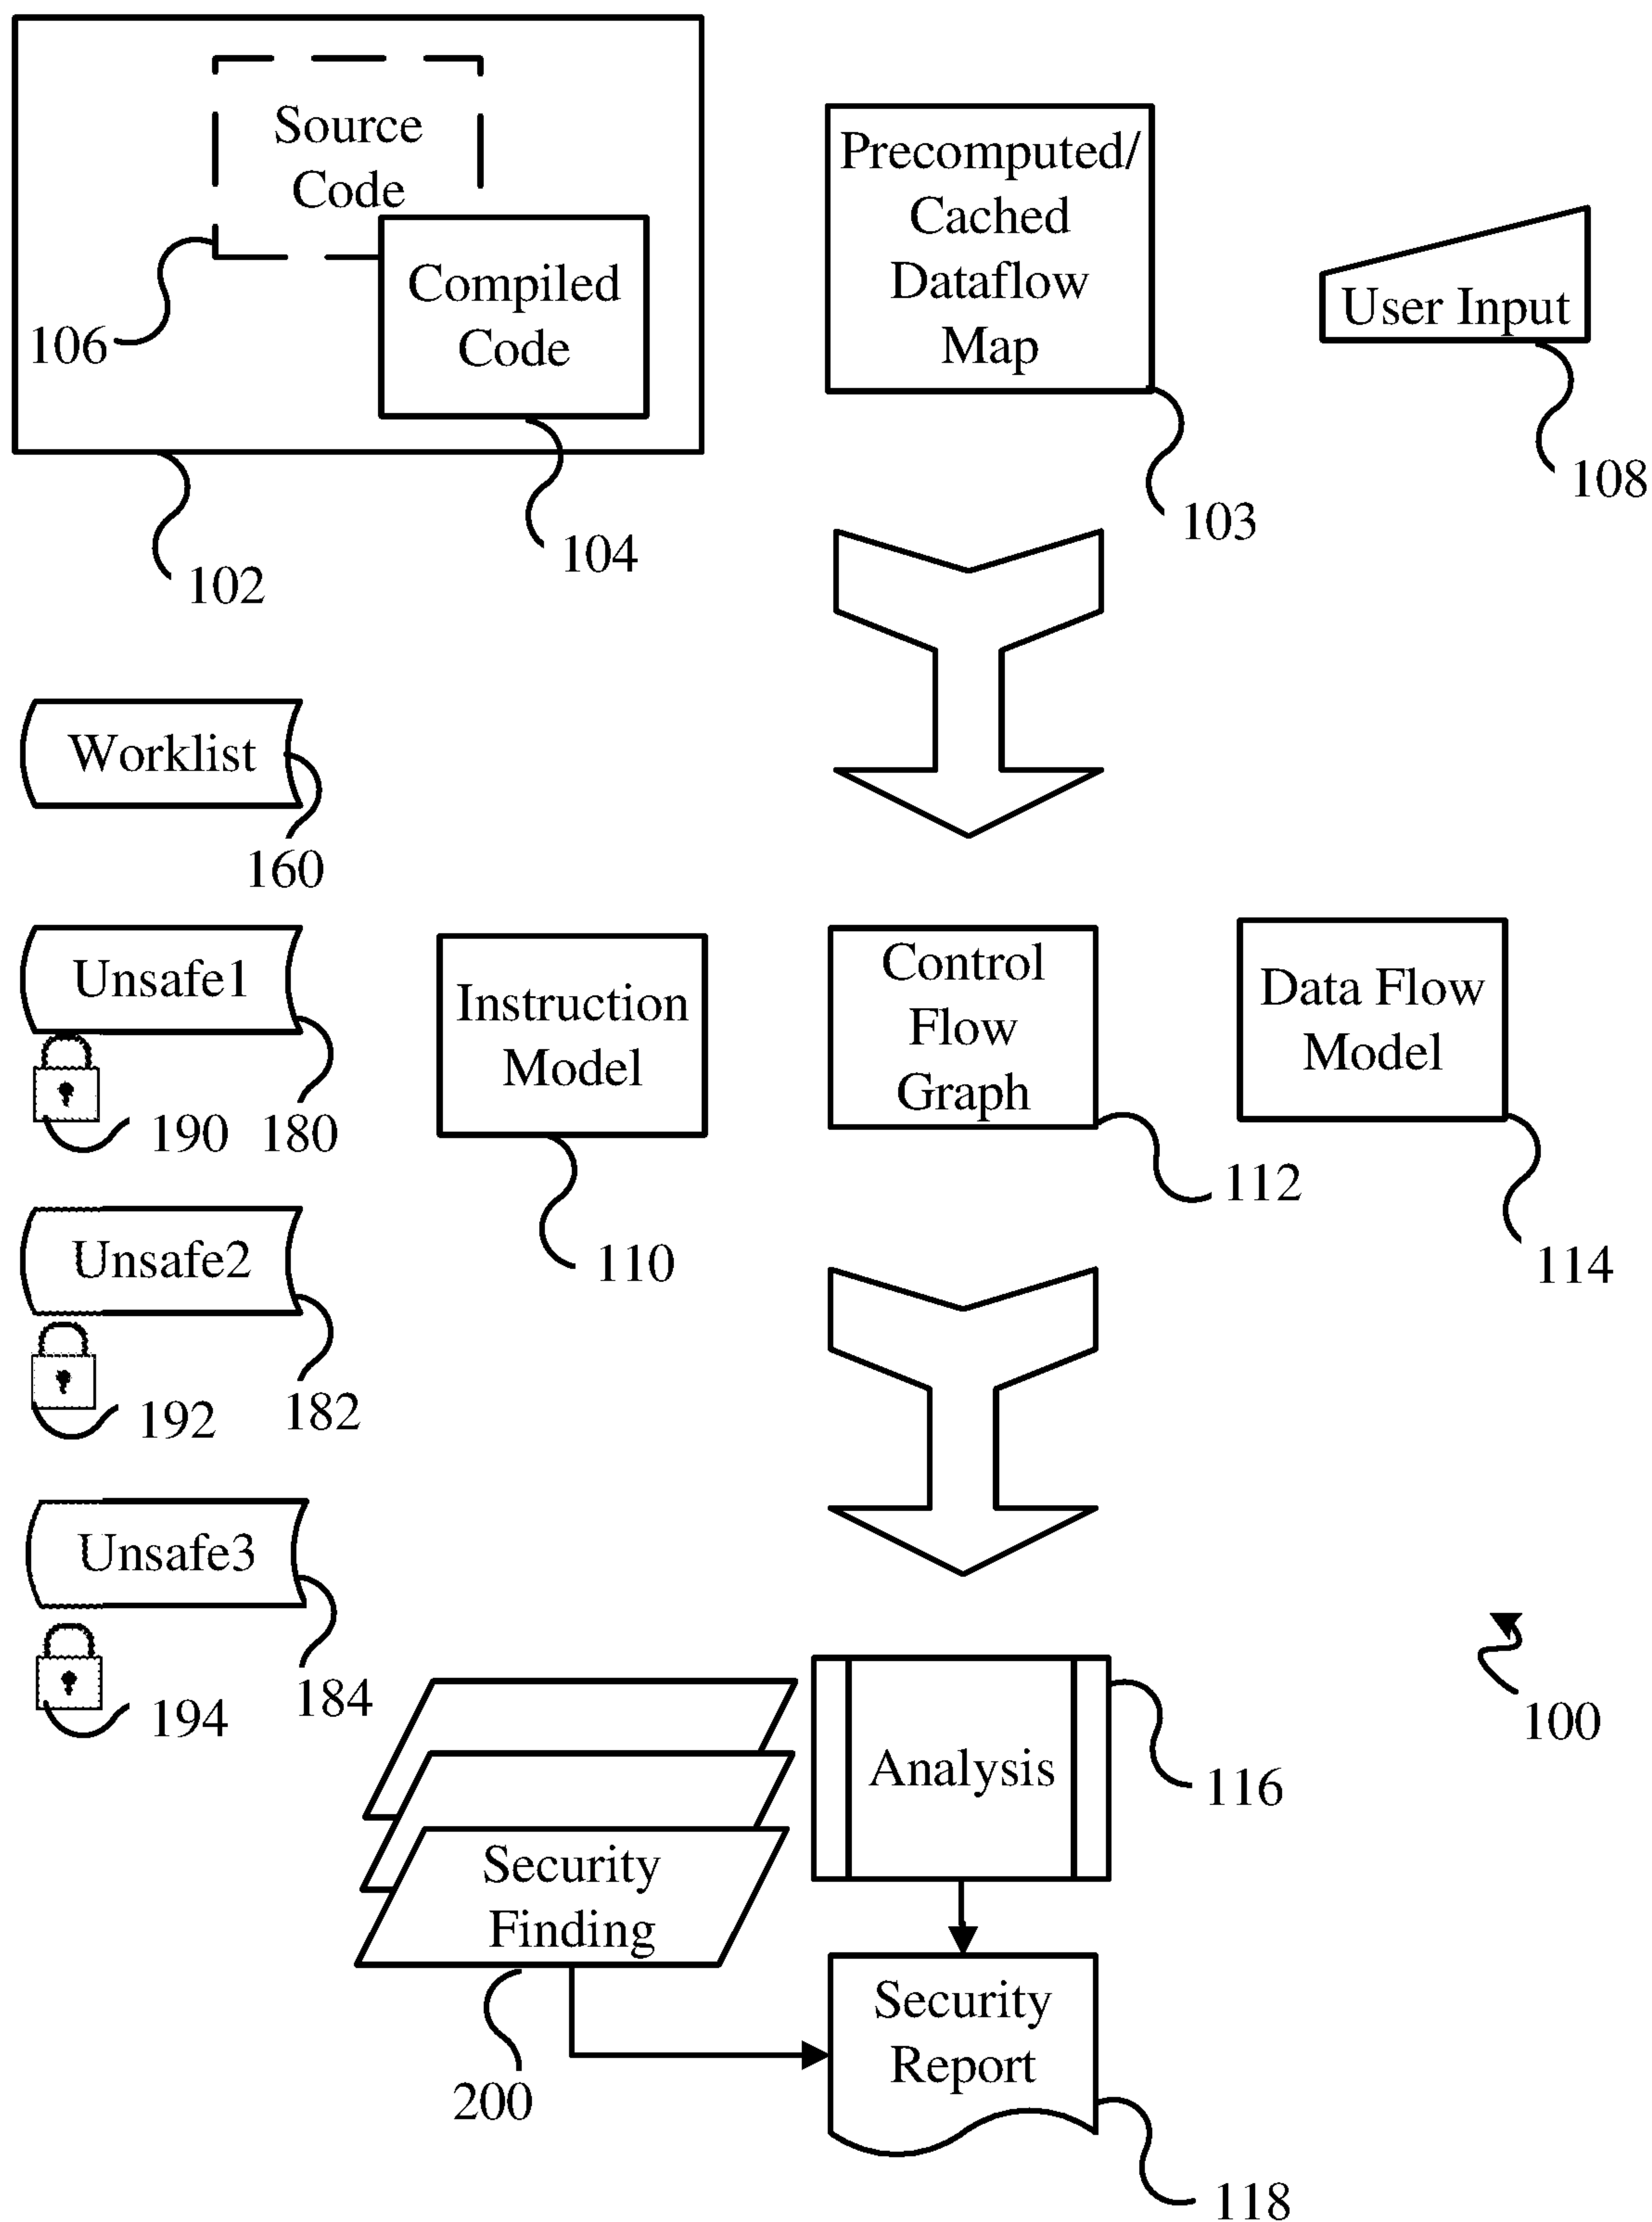 Source
Code
Compiled
Code
106
104
102
Precomputed/
Cached
Dataflow
Map
103
User Input
108
Worklist
160
Unsafe1
190
180
Instruction
Model
110
Control
Flow
Graph
112
Data Flow
Model
114
Unsafe2
192
182
Unsafe3
194
184
100
Analysis
116
Security
Finding
200
Security
Report
118